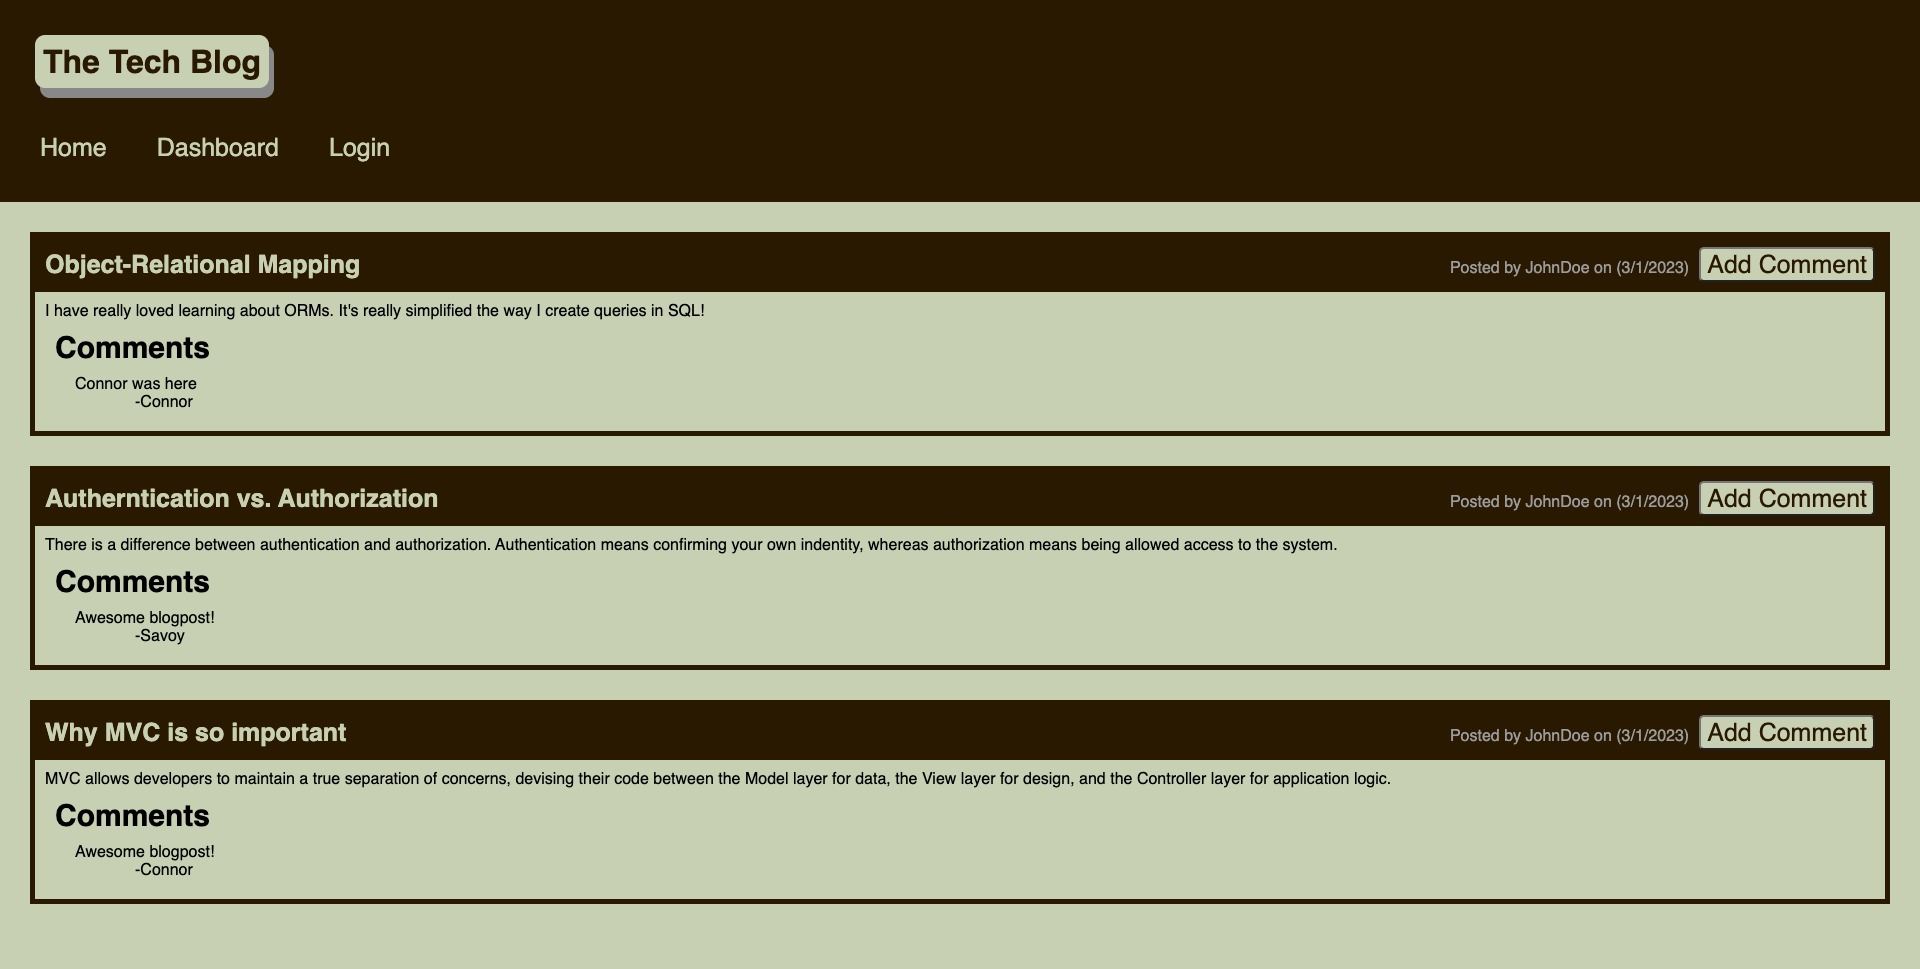 The Tech Blog
Home Dashboard Login
Object-Relational Mapping Posted by JohnDoe on (3/1/2023) Add Comment
I have really loved learning about ORMs. It's really simplified the way I create queries in SQL!
Comments
Connor was here
-Connor
Autherntication vs. Authorization Posted by JohnDoe on (3/1/2023) Add Comment
There is a difference between authentication and authorization. Authentication means confirming your own indentity, whereas authorization means being allowed access to the system.
Comments
Awesome blogpost!
-Savoy
Why MVC is so important Posted by JohnDoe on (3/1/2023) Add Comment
MVC allows developers to maintain a true separation of concerns, devising their code between the Model layer for data, the View layer for design, and the Controller layer for application logic.
Comments
Awesome blogpost!
-Connor